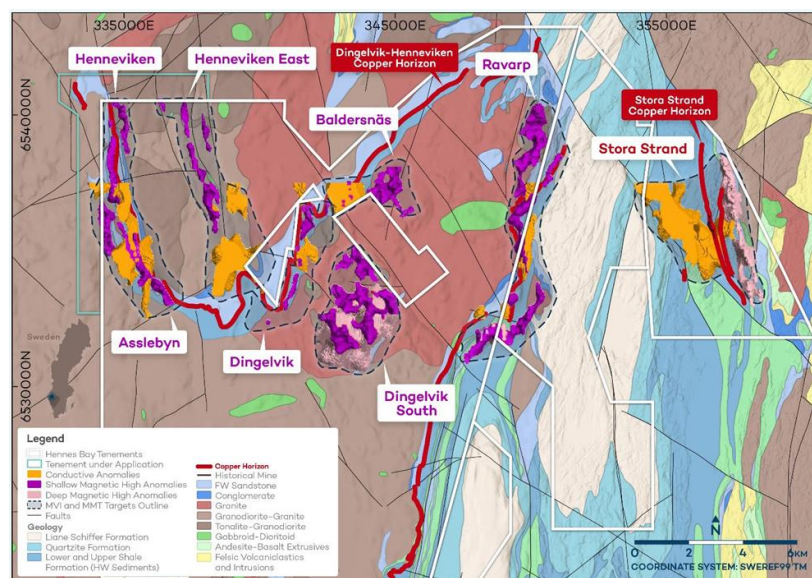 335000E
345000E
355000E
Henneviken
Henneviken East
Dingelvik-Henneviken
Copper Horizon
Ravarp
Baldersnäs
Stora Strand
Copper Horizon
Stora Strand
6540000N
6530000N
Sweden
Asslebyn
Dingelvik
Dingelvik
South
Legend
Hennes Bay Tenements
Tenement under Application
Conductive Anomalies
Shallow Magnetic High Anomalies
Deep Magnetic High Anomalies
MVI and MMT Targets Outline
Faults
Geology
Liane Schiffer Formation
Quartzite Formation
Lower and Upper Shale
Formation (HW Sediments)
Copper Horizon
Historical Mine
FW Sandstone
Conglomerate
Granite
Granodiorite-Granite
Tonalite-Granodiorite
Gabbroid-Dioritoid
Andesite-Basalt Extrusives
Felsic Volcaniclastics
and Intrusions
N
0 2 4 6KM
COORDINATE SYSTEM: SWEREF99 TM